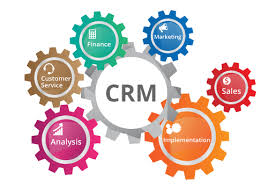 Finance
Marketing
Customer
Service
CRM
Sales
Analysis
Implementation